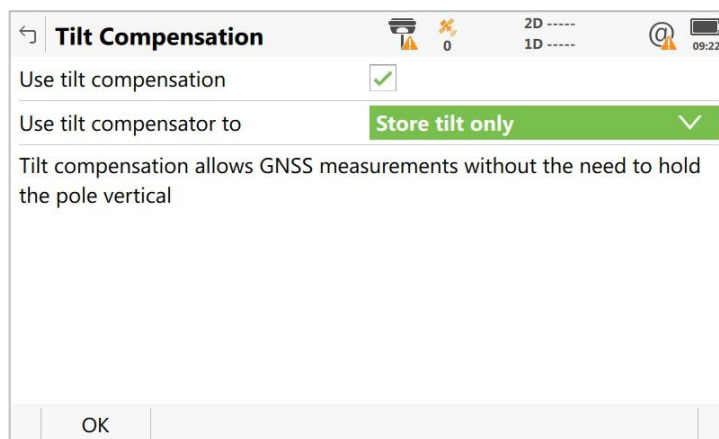 Tilt Compensation
0
2D -----
1D -----
@
09:22
Use tilt compensation
Use tilt compensator to
Store tilt only
Tilt compensation allows GNSS measurements without the need to hold
the pole vertical
OK